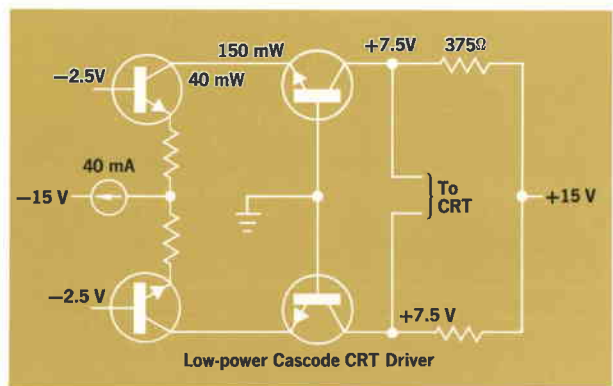 150 mW
+7.5V
375Ω
−2.5V
40 mW
40 mA
−15 V
To
CRT
+15 V
−2.5 V
+7.5 V
Low-power Cascode CRT Driver